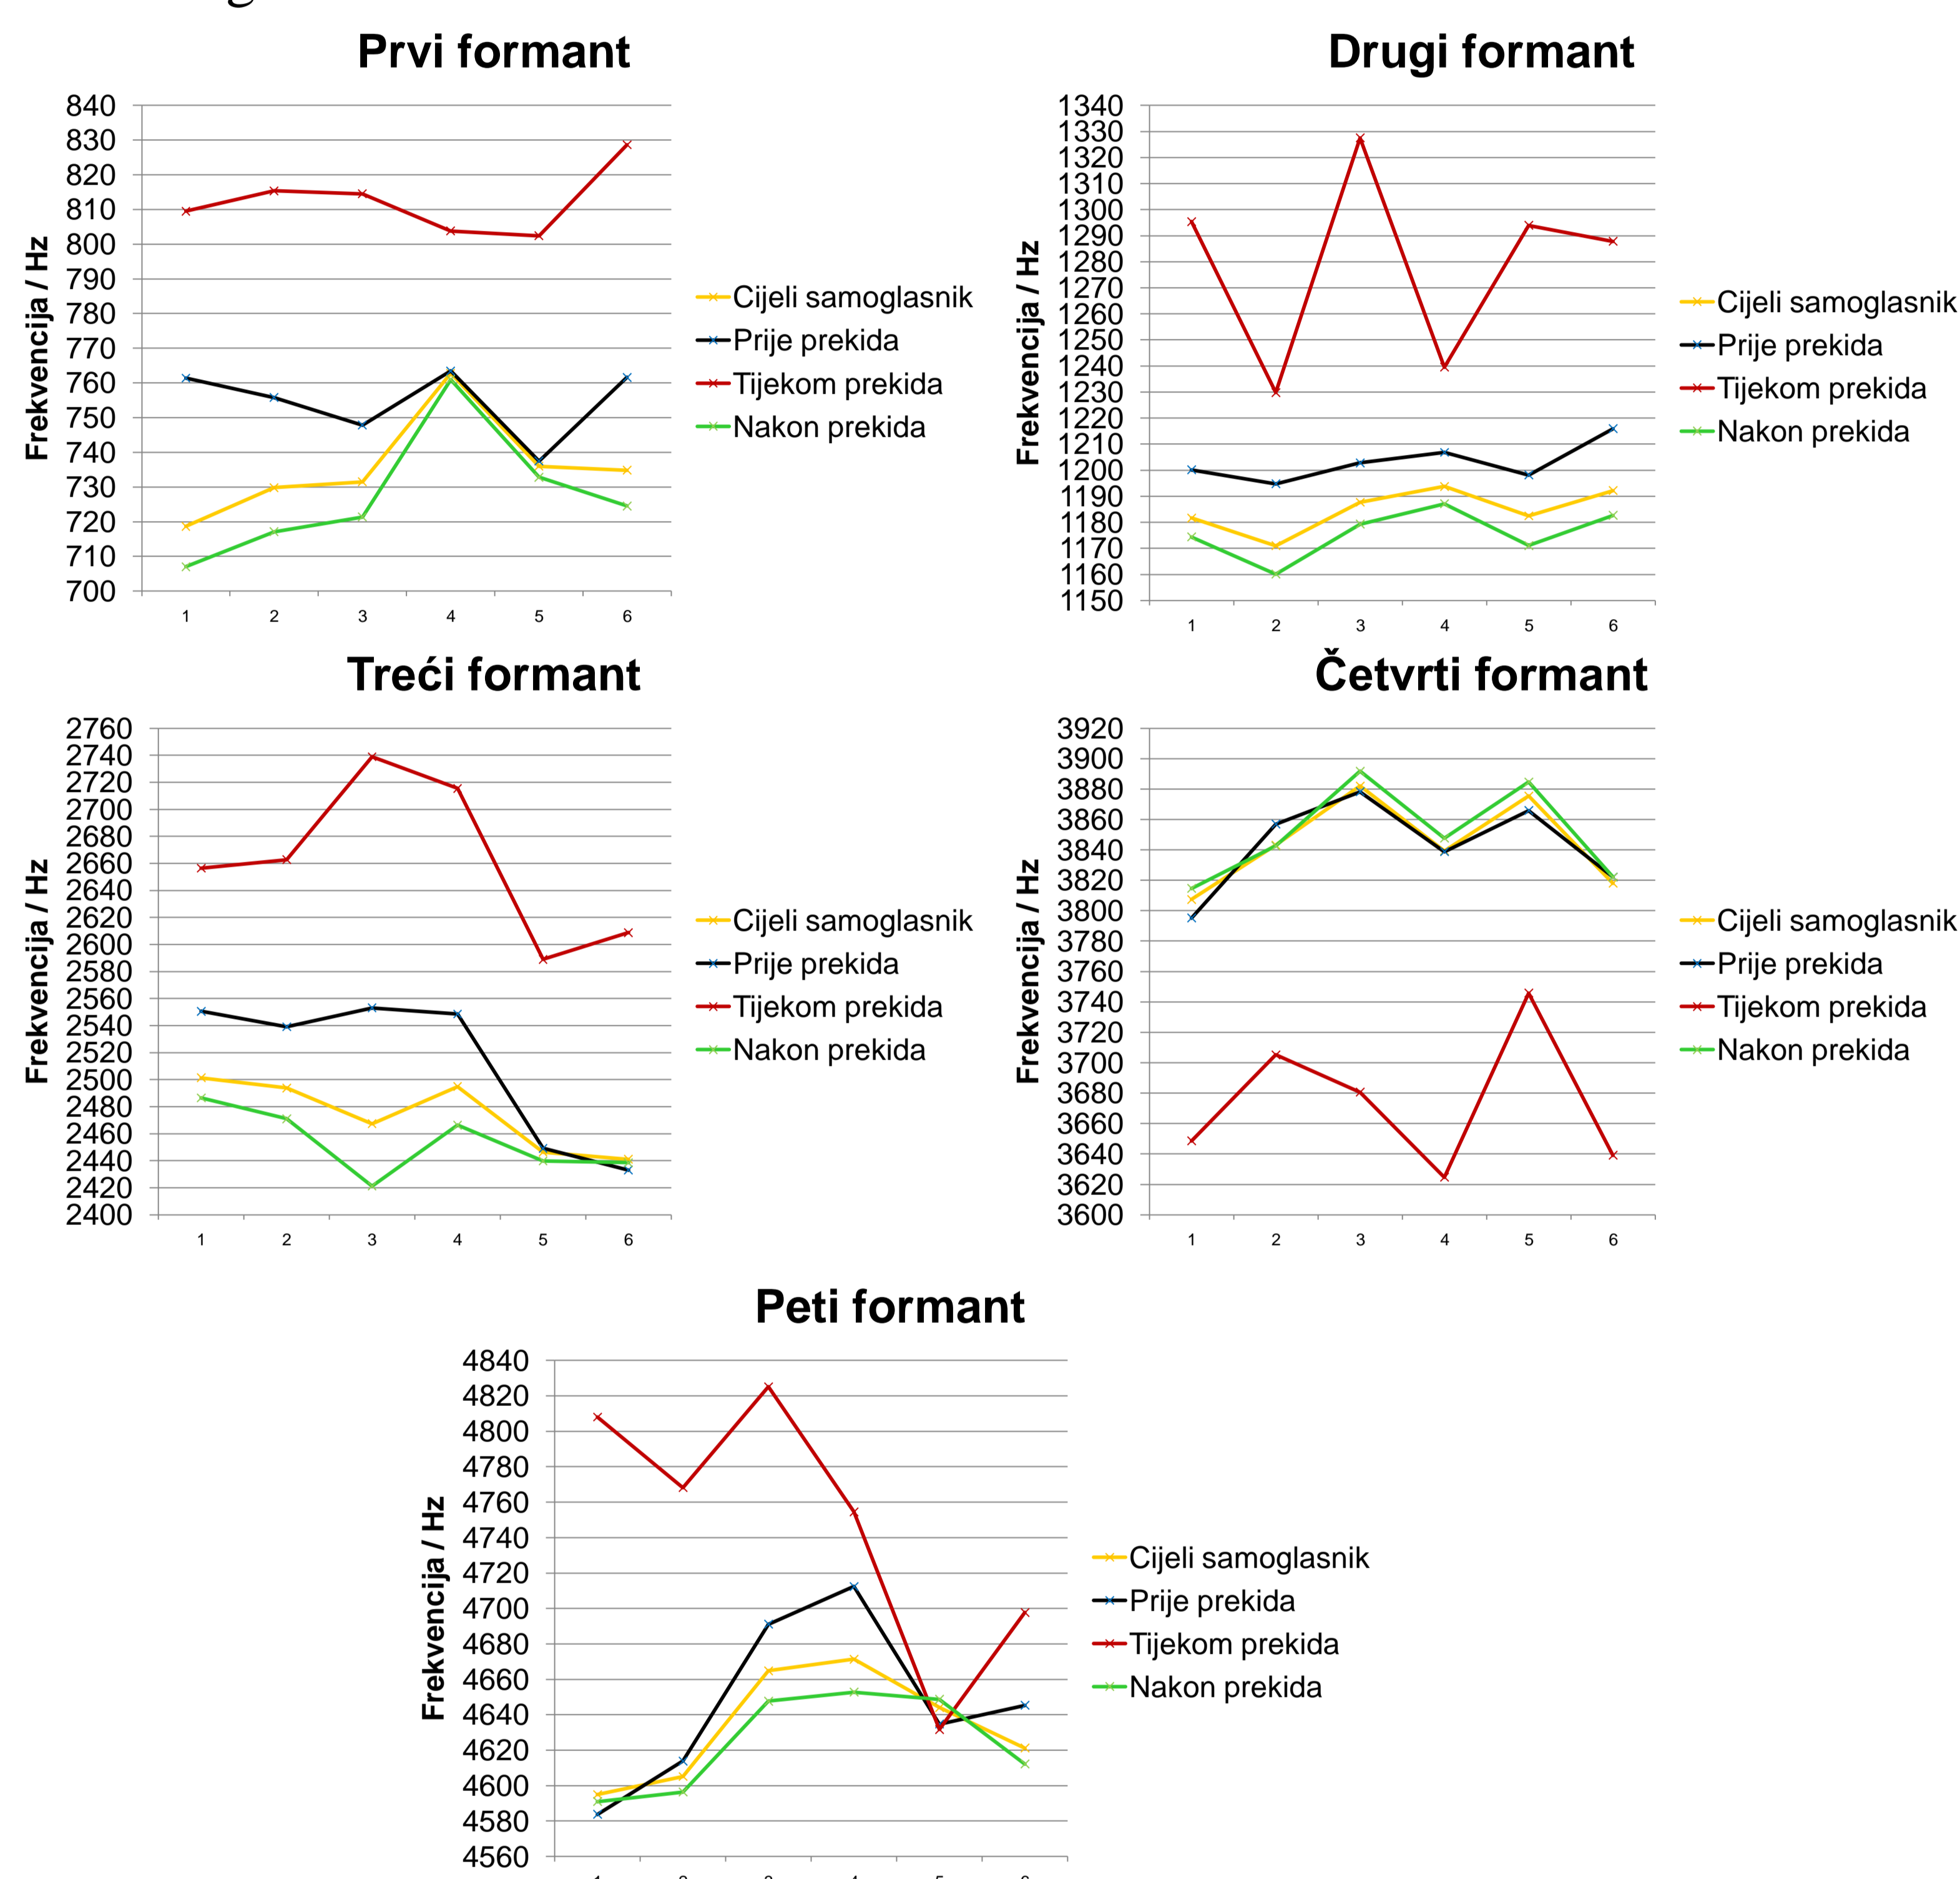 Prvi formant
840
830
820
810
800
790
780
770
760
750
740
730
720
710
700
Frekvencija / Hz
1 2 3 4 5 6
Cijeli samoglasnik
Prije prekida
Tijekom prekida
Nakon prekida
Drugi formant
1340
1330
1320
1310
1300
1290
1280
1270
1260
1250
1240
1230
1220
1210
1200
1190
1180
1170
1160
1150
Frekvencija / Hz
1 2 3 4 5 6
Cijeli samoglasnik
Prije prekida
Tijekom prekida
Nakon prekida
Treći formant
2760
2740
2720
2700
2680
2660
2640
2620
2600
2580
2560
2540
2520
2500
2480
2460
2440
2420
2400
Frekvencija / Hz
1 2 3 4 5 6
Cijeli samoglasnik
Prije prekida
Tijekom prekida
Nakon prekida
Četvrti formant
3920
3900
3880
3860
3840
3820
3800
3780
3760
3740
3720
3700
3680
3660
3640
3620
3600
Frekvencija / Hz
1 2 3 4 5 6
Cijeli samoglasnik
Prije prekida
Tijekom prekida
Nakon prekida
Peti formant
4840
4820
4800
4780
4760
4740
4720
4700
4680
4660
4640
4620
4600
4580
4560
Frekvencija / Hz
Cijeli samoglasnik
Prije prekida
Tijekom prekida
Nakon prekida